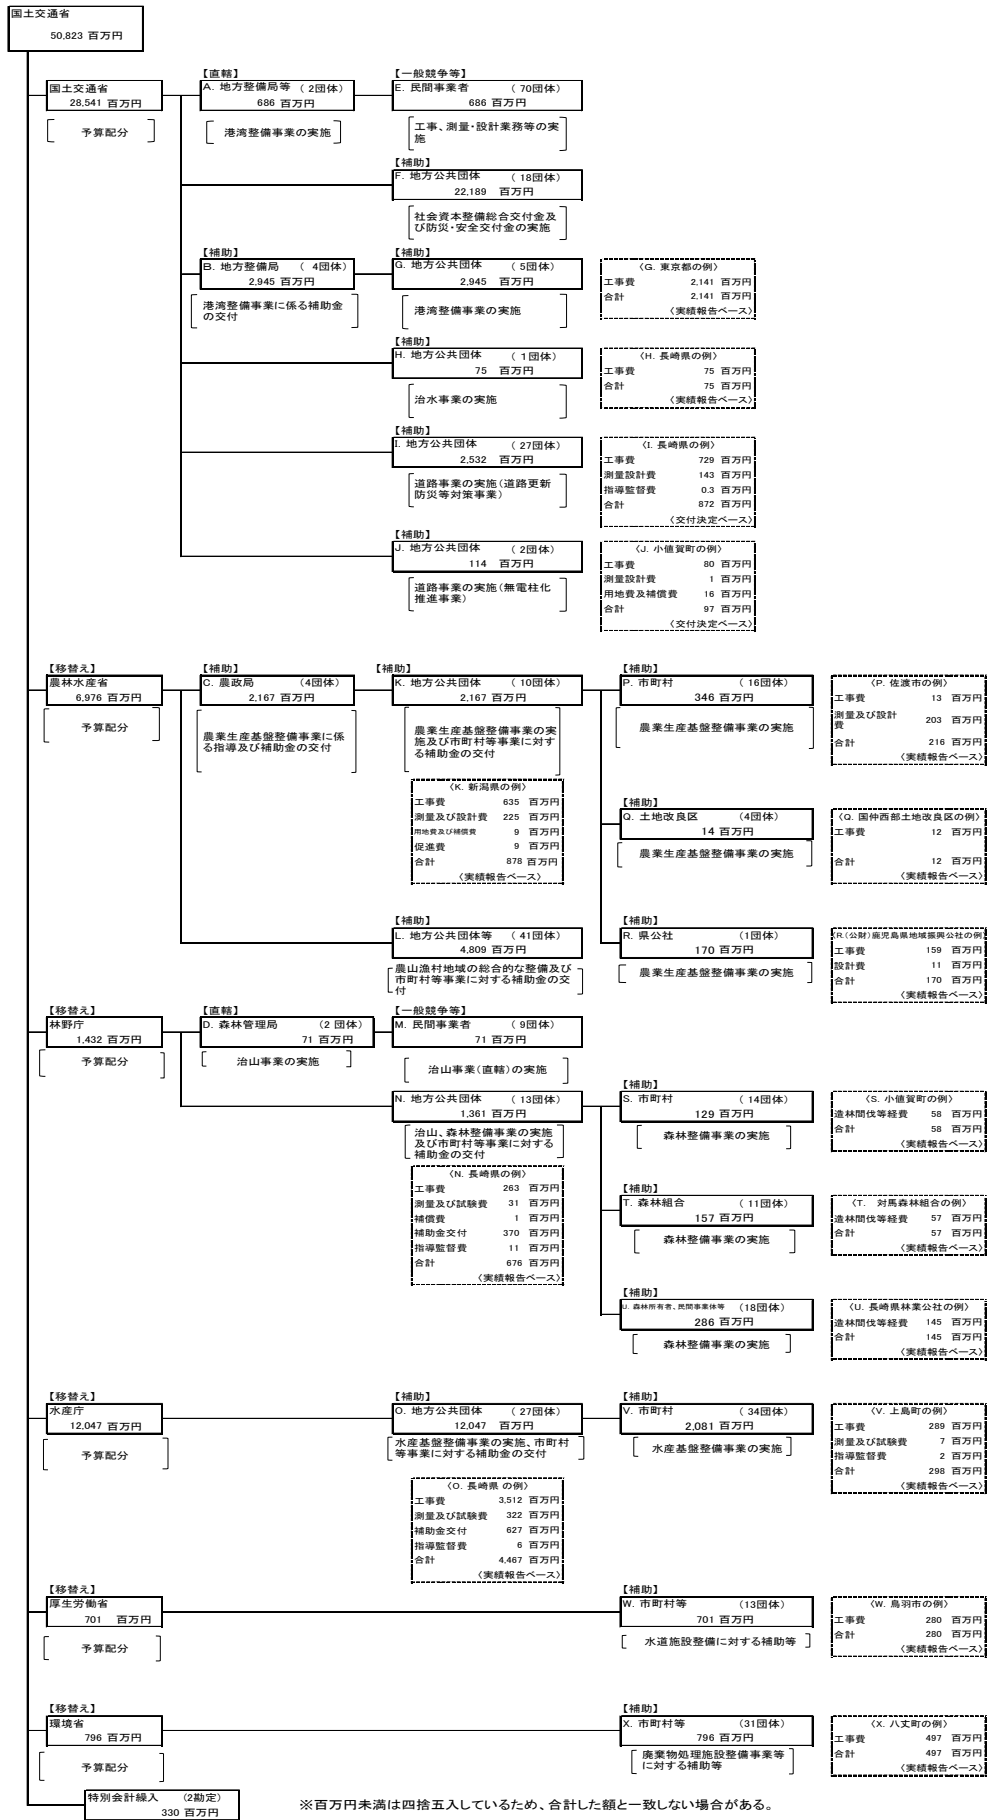 国土交通省
50,823 百万円
【直轄】
【一般競争等】
国土交通省
28,541 百万円
予算配分
A. 地方整備局等 （ 2団体）
686 百万円
港湾整備事業の実施
E. 民間事業者 （ 70団体）
686 百万円
工事、測量・設計業務等の実
施
【補助】
F. 地方公共団体 （ 18団体）
22,189 百万円
社会資本整備総合交付金及
び防災・安全交付金の実施
【補助】
B. 地方整備局 （ 4団体）
2,945 百万円
港湾整備事業に係る補助金
の交付
【補助】
G. 地方公共団体 （ 5団体）
2,945 百万円
港湾整備事業の実施
〈G. 東京都の例〉
工事費 2,141 百万円
合計 2,141 百万円
〈実績報告ベース〉
【補助】
H. 地方公共団体 （ 1団体）
75 百万円
治水事業の実施
〈H. 長崎県の例〉
工事費 75 百万円
合計 75 百万円
〈実績報告ベース〉
【補助】
I. 地方公共団体 （ 27団体）
2,532 百万円
道路事業の実施（道路更新
防災等対策事業）
〈I. 長崎県の例〉
工事費 729 百万円
測量設計費 143 百万円
指導監督費 0.3 百万円
合計 872 百万円
〈交付決定ベース〉
【補助】
J. 地方公共団体 （ 2団体）
114 百万円
道路事業の実施（無電柱化
推進事業）
〈J. 小値賀町の例〉
工事費 80 百万円
測量設計費 1 百万円
用地費及補償費 16 百万円
合計 97 百万円
〈交付決定ベース〉
【移替え】
農林水産省
6,976 百万円
予算配分
【補助】
C. 農政局 （4団体）
2,167 百万円
農業生産基盤整備事業に係
る指導及び補助金の交付
【補助】
K. 地方公共団体 （ 10団体）
2,167 百万円
農業生産基盤整備事業の実
施及び市町村等事業に対す
る補助金の交付
〈K. 新潟県の例〉
工事費 635 百万円
測量及び設計費 225 百万円
用地費及び補償費 9 百万円
促進費 9 百万円
合計 878 百万円
〈実績報告ベース〉
【補助】
P. 市町村 （ 16団体）
346 百万円
農業生産基盤整備事業の実施
〈P. 佐渡市の例〉
工事費 13 百万円
測量及び設計
費 203 百万円
合計 216 百万円
〈実績報告ベース〉
【補助】
Q. 土地改良区 （4団体）
14 百万円
農業生産基盤整備事業の実施
〈Q. 国仲西部土地改良区の例〉
工事費 12 百万円
合計 12 百万円
〈実績報告ベース〉
【補助】
L. 地方公共団体等 （ 41団体）
4,809 百万円
農山漁村地域の総合的な整備及び
市町村等事業に対する補助金の交
付
【補助】
R. 県公社 （1団体）
170 百万円
農業生産基盤整備事業の実施
〈R.（公財）鹿児島県地域振興公社の例〉
工事費 159 百万円
設計費 11 百万円
合計 170 百万円
〈実績報告ベース〉
【移替え】
林野庁
1,432 百万円
予算配分
【直轄】
D. 森林管理局 （2 団体）
71 百万円
治山事業の実施
【一般競争等】
M. 民間事業者 （ 9団体）
71 百万円
治山事業（直轄）の実施
【補助】
N. 地方公共団体 （ 13団体）
1,361 百万円
治山、森林整備事業の実施
及び市町村等事業に対する
補助金の交付
〈N. 長崎県の例〉
工事費 263 百万円
測量及び試験費 31 百万円
補償費 1 百万円
補助金交付 370 百万円
指導監督費 11 百万円
合計 676 百万円
〈実績報告ベース〉
【補助】
S. 市町村 （ 14団体）
129 百万円
森林整備事業の実施
〈S. 小値賀町の例〉
造林間伐等経費 58 百万円
合計 58 百万円
〈実績報告ベース〉
【補助】
T. 森林組合 （ 11団体）
157 百万円
森林整備事業の実施
〈T. 対馬森林組合の例〉
造林間伐等経費 57 百万円
合計 57 百万円
〈実績報告ベース〉
【補助】
U. 森林所有者、民間事業体等 （18団体）
286 百万円
森林整備事業の実施
〈U. 長崎県林業公社の例〉
造林間伐等経費 145 百万円
合計 145 百万円
〈実績報告ベース〉
【移替え】
水産庁
12,047 百万円
予算配分
【補助】
O. 地方公共団体 （ 27団体）
12,047 百万円
水産基盤整備事業の実施、市町村
等事業に対する補助金の交付
〈O. 長崎県 の例〉
工事費 3,512 百万円
測量及び試験費 322 百万円
補助金交付 627 百万円
指導監督費 6 百万円
合計 4,467 百万円
〈実績報告ベース〉
【補助】
V. 市町村 （ 34団体）
2,081 百万円
水産基盤整備事業の実施
〈V. 上島町の例〉
工事費 289 百万円
測量及び試験費 7 百万円
指導監督費 2 百万円
合計 298 百万円
〈実績報告ベース〉
【移替え】
厚生労働省
701 百万円
予算配分
【補助】
W. 市町村等 （13団体）
701 百万円
水道施設整備に対する補助等
〈W. 鳥羽市の例〉
工事費 280 百万円
合計 280 百万円
〈実績報告ベース〉
【移替え】
環境省
796 百万円
予算配分
【補助】
X. 市町村等 （31団体）
796 百万円
廃棄物処理施設整備事業等
に対する補助等
〈X. 八丈町の例〉
工事費 497 百万円
合計 497 百万円
〈実績報告ベース〉
特別会計繰入 （2勘定）
330 百万円
※百万円未満は四捨五入しているため、合計した額と一致しない場合がある。